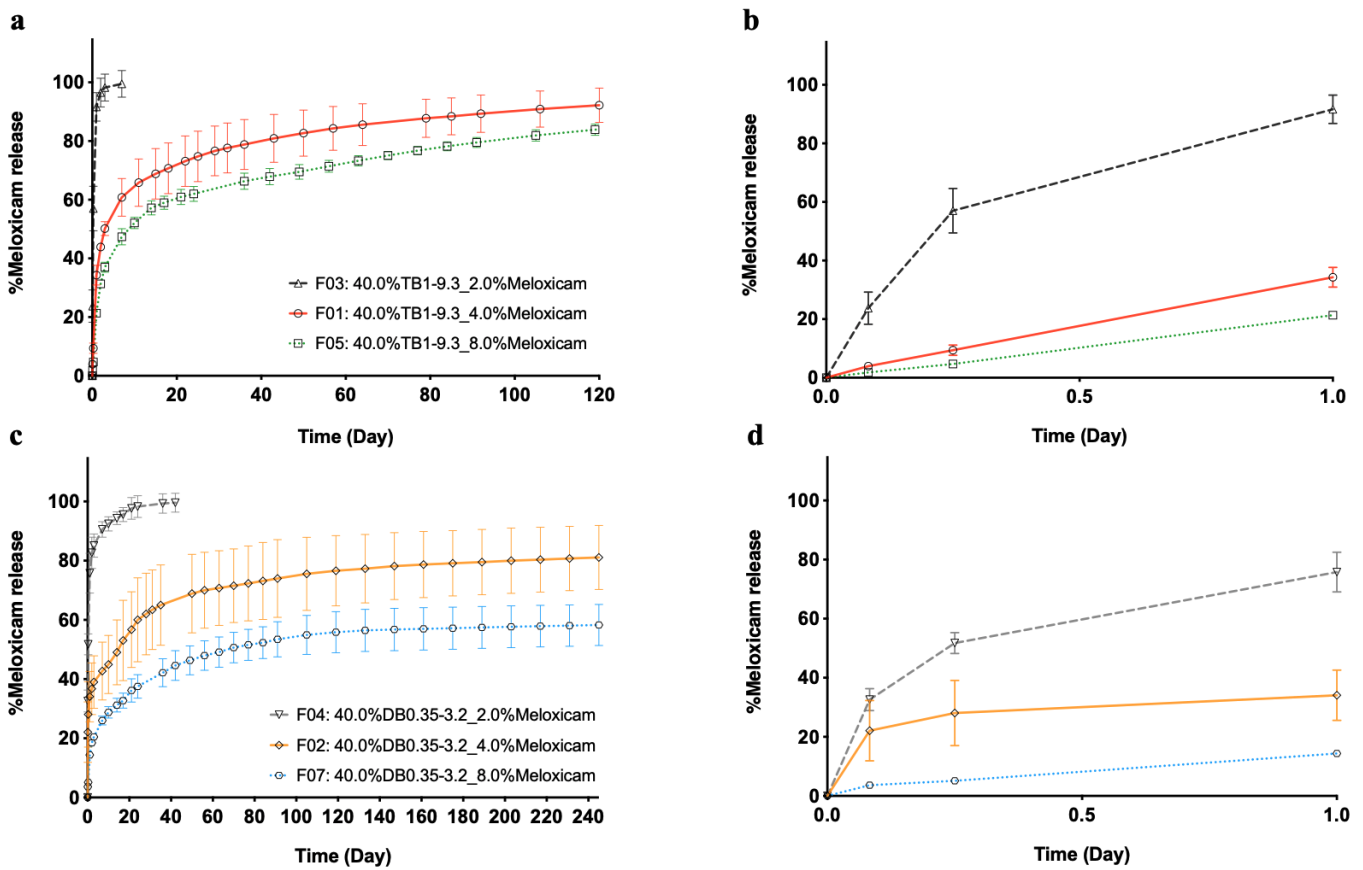 a
%Meloxicam release
100
80
60
40
20
0
F03: 40.0%TB1-9.3_2.0%Meloxicam
F01: 40.0%TB1-9.3_4.0%Meloxicam
F05: 40.0%TB1-9.3_8.0%Meloxicam
0 20 40 60 80 100 120
Time (Day)
b
%Meloxicam release
100
80
60
40
20
0
0.0 0.5 1.0
Time (Day)
c
%Meloxicam release
100
80
60
40
20
0
F04: 40.0%DB0.35-3.2_2.0%Meloxicam
F02: 40.0%DB0.35-3.2_4.0%Meloxicam
F07: 40.0%DB0.35-3.2_8.0%Meloxicam
0 20 40 60 80 100 120 140 160 180 200 220 240
Time (Day)
d
%Meloxicam release
100
80
60
40
20
0
0.0 0.5 1.0
Time (Day)